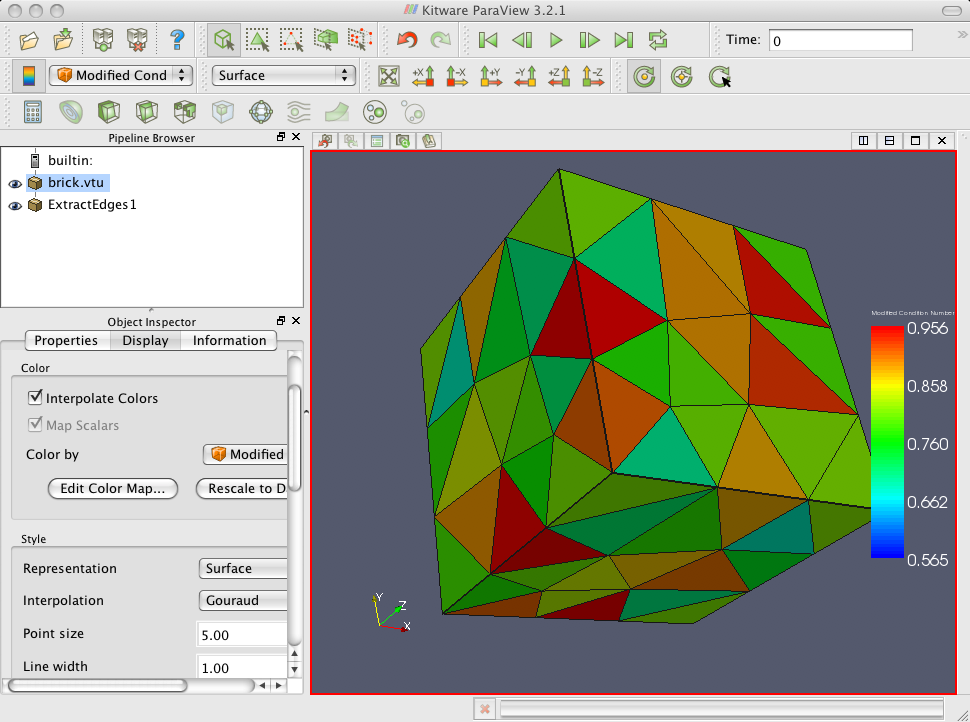 Kitware ParaView 3.2.1
?
Time: 0
Modified Cond
Surface
+X -X +Y -Y +Z -Z
Pipeline Browser
builtin:
brick.vtu
ExtractEdges1
Object Inspector
Properties Display Information
Color
Interpolate Colors
Map Scalars
Color by Modified
Edit Color Map... Rescale to D
Style
Representation Surface
Interpolation Gouraud
Point size 5.00
Line width 1.00
Modified Condition Number
0.956
0.858
0.760
0.662
0.565
Y
Z
X